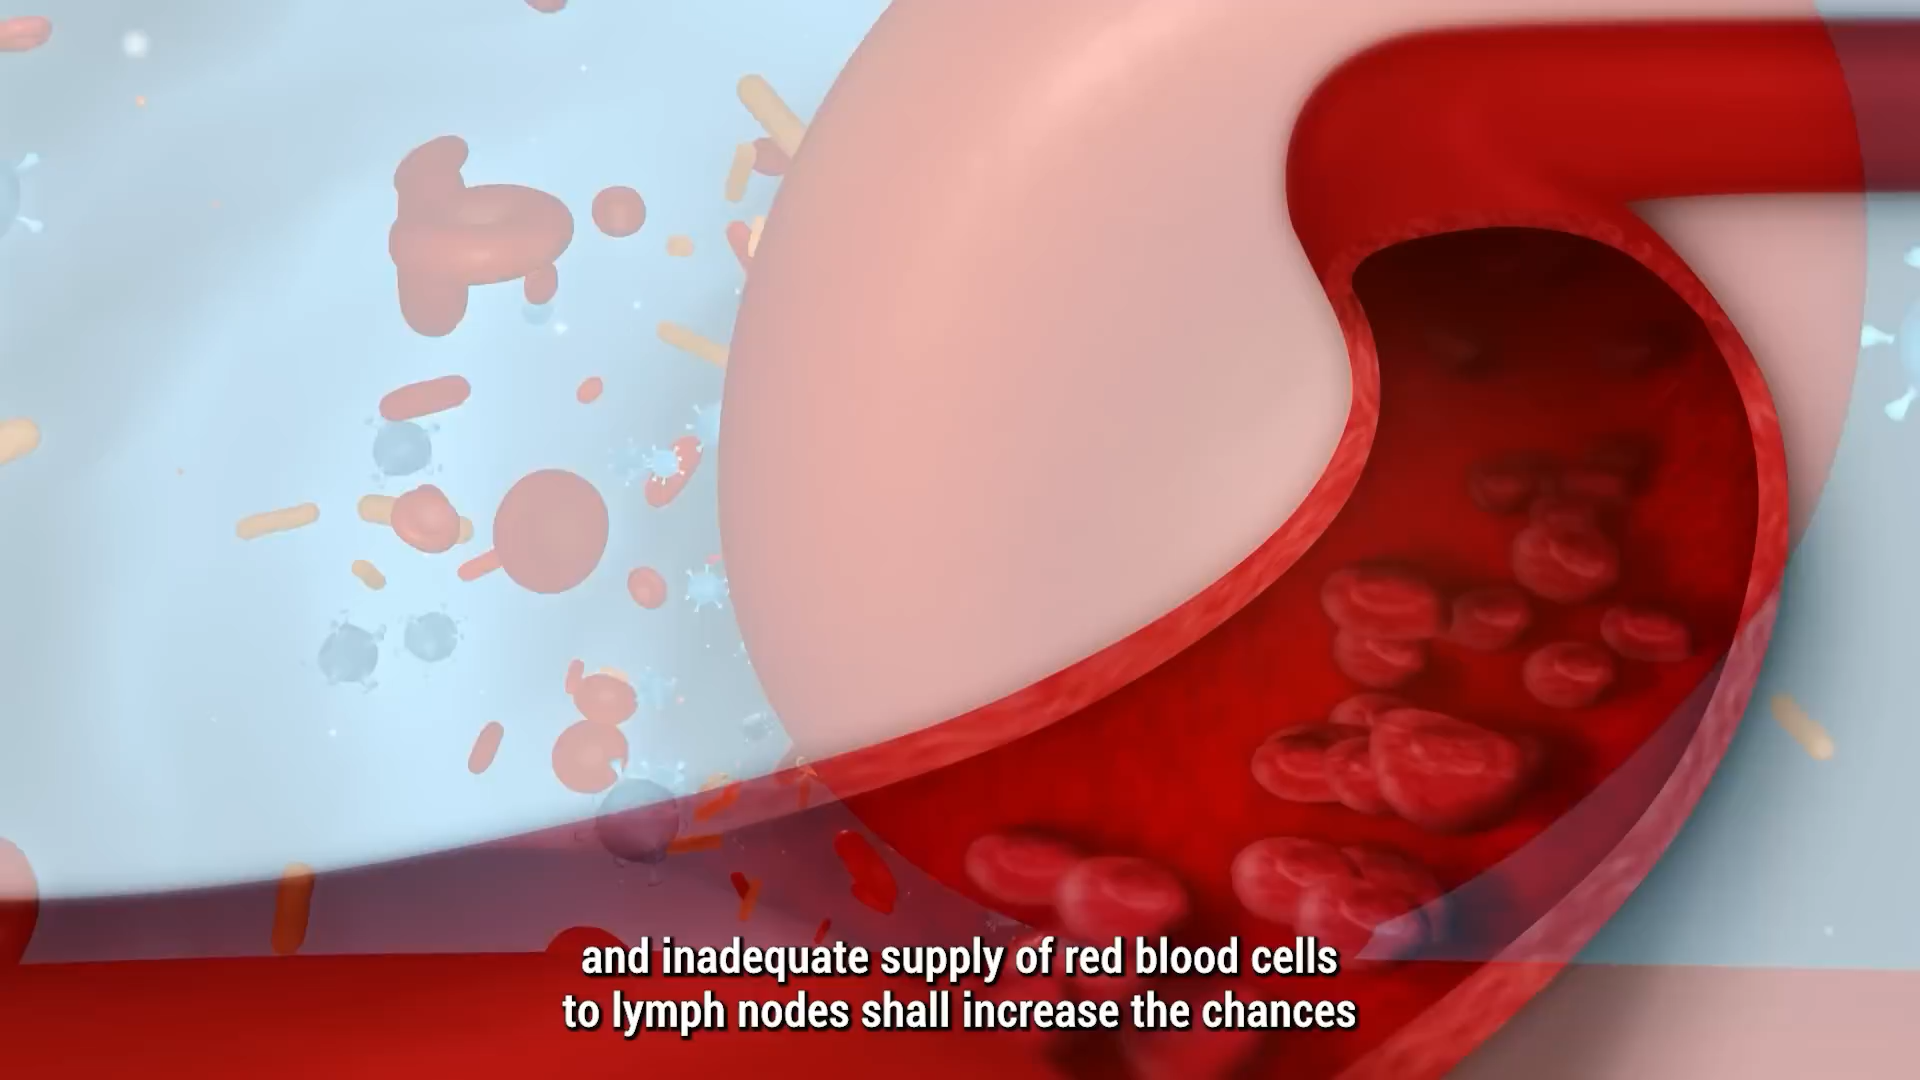 and inadequate supply of red blood cells
to lymph nodes shall increase the chances